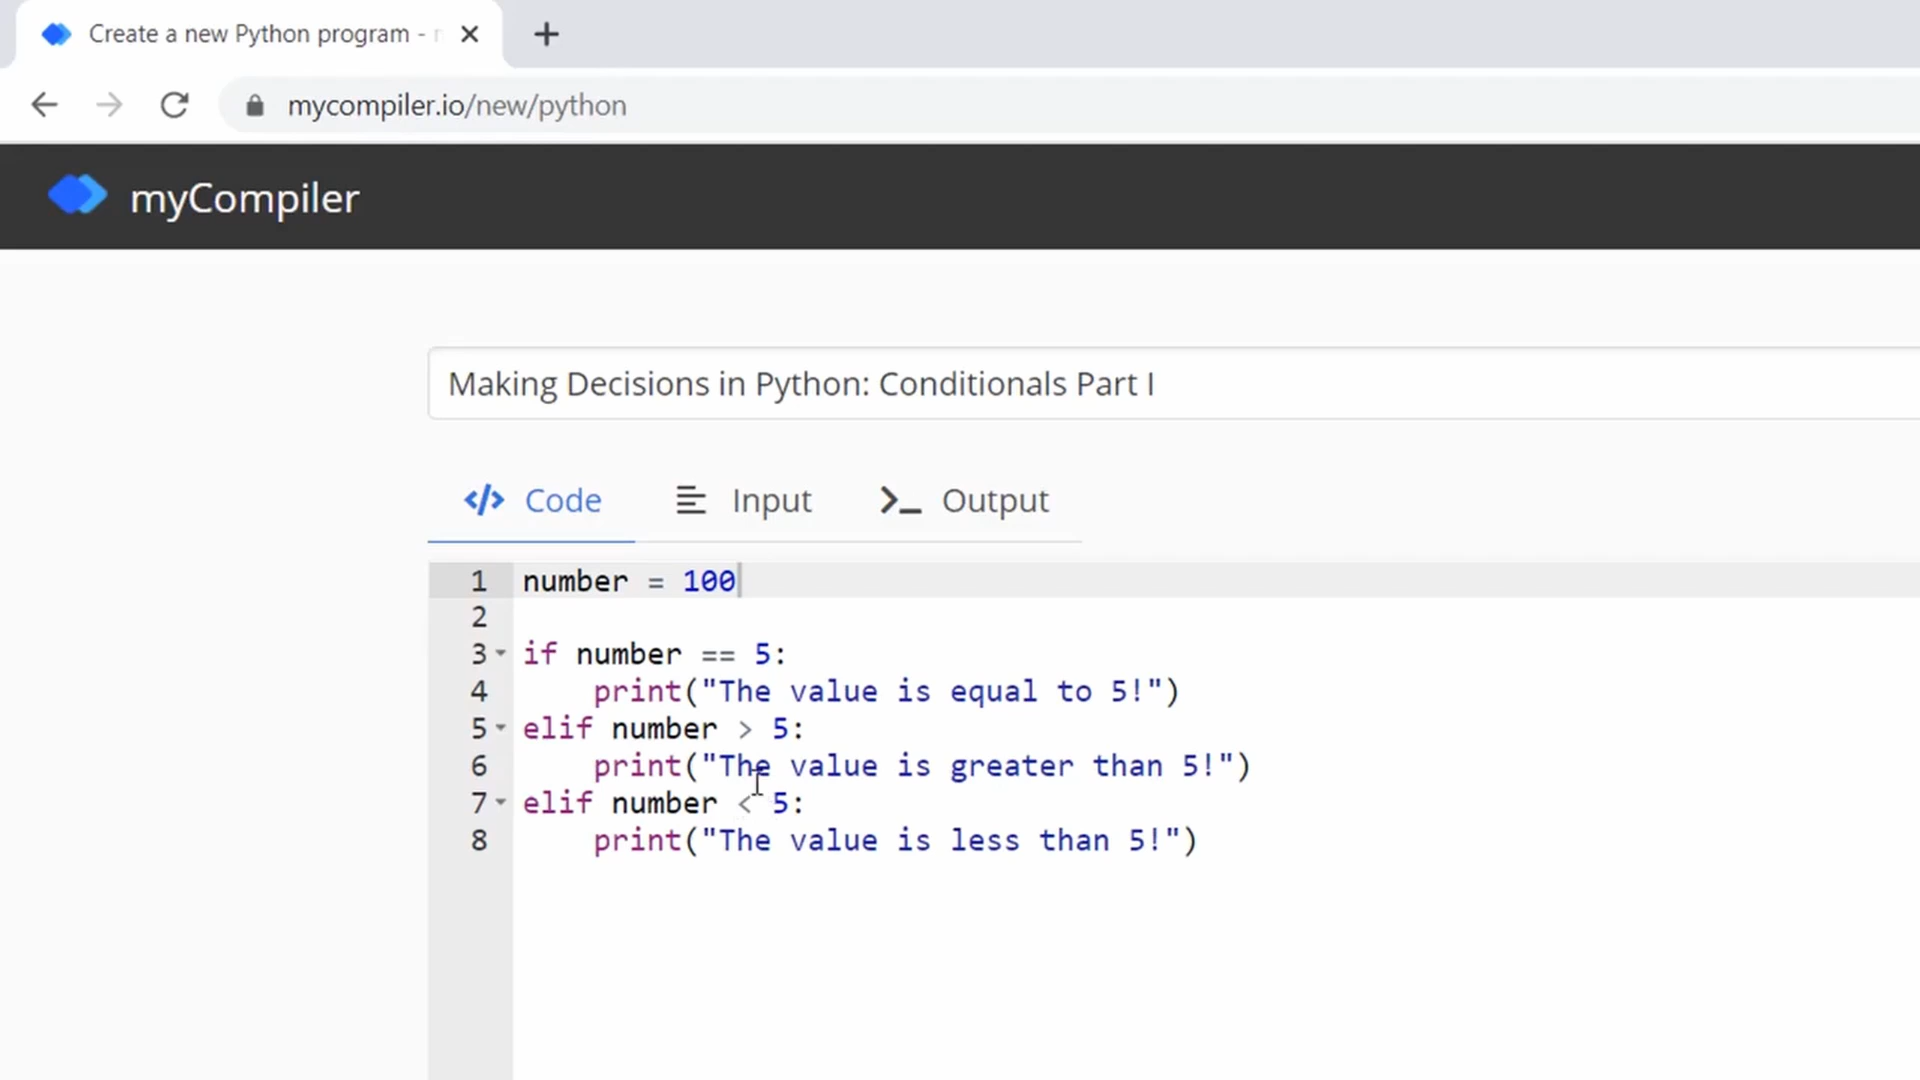 Create a new Python program -
mycompiler.io/new/python
myCompiler
Making Decisions in Python: Conditionals Part I
</> Code Input >_ Output
1 number = 100
2
3 if number == 5:
4     print("The value is equal to 5!")
5 elif number > 5:
6     print("The value is greater than 5!")
7 elif number < 5:
8     print("The value is less than 5!")